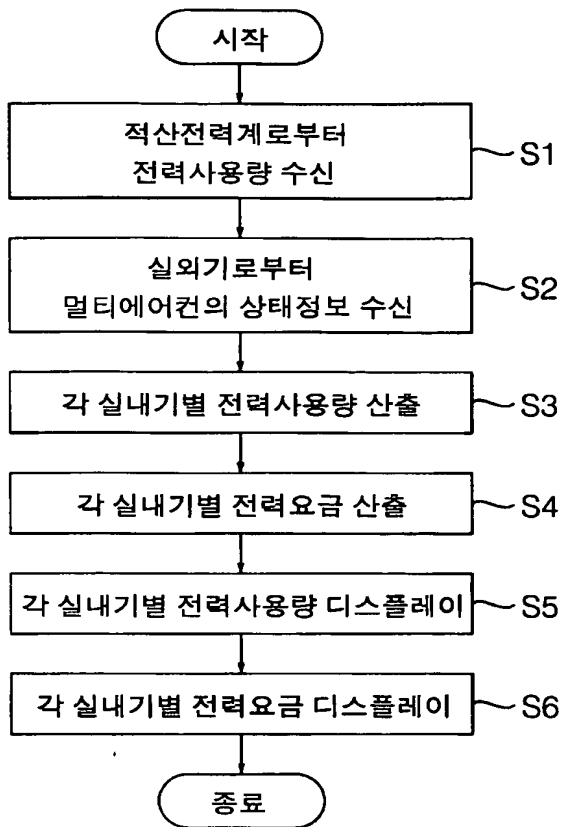 시작
적산전력계로부터
전력사용량 수신
S1
실외기로부터
멀티에어컨의 상태정보 수신
S2
각 실내기별 전력사용량 산출
S3
각 실내기별 전력요금 산출
S4
각 실내기별 전력사용량 디스플레이
S5
각 실내기별 전력요금 디스플레이
S6
종료